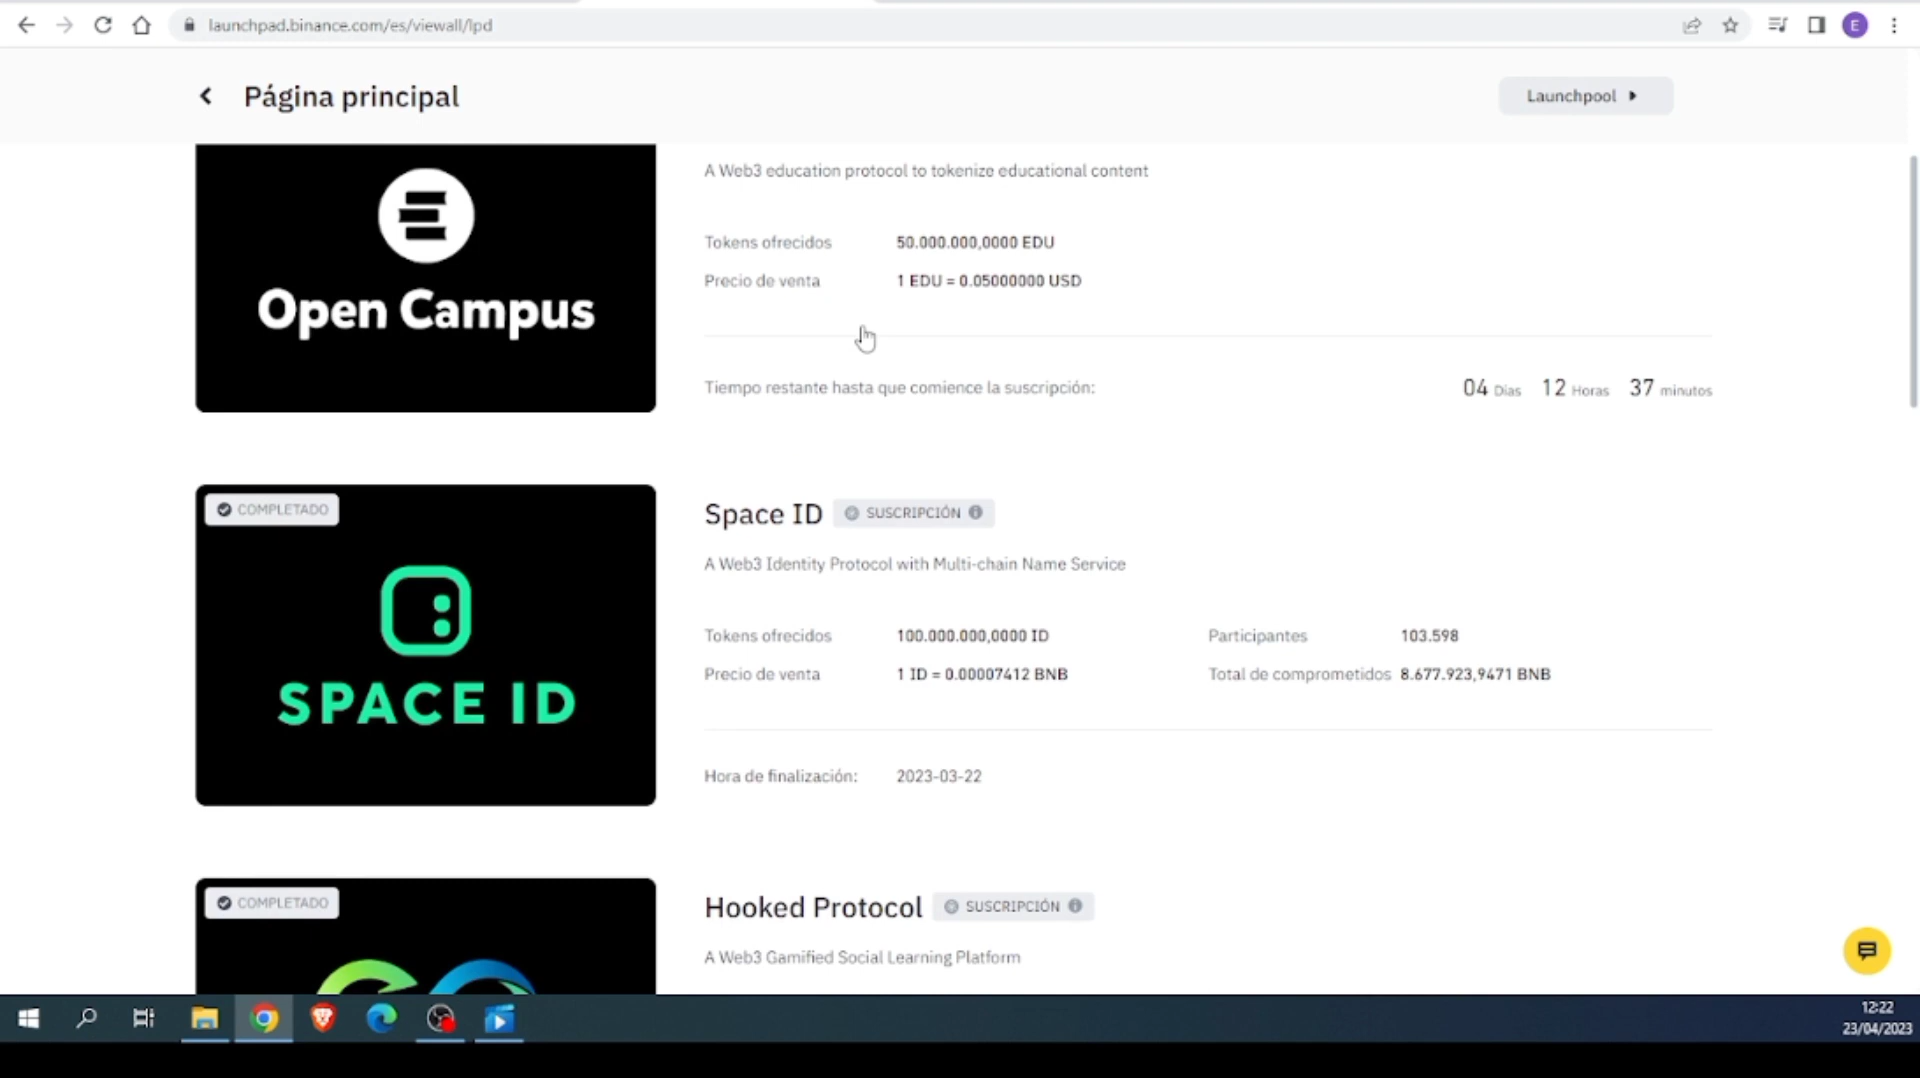 launchpad.binance.com/es/viewall/lpd
E
Página principal
Launchpool
Open Campus
A Web3 education protocol to tokenize educational content
Tokens ofrecidos 50.000.000,0000 EDU
Precio de venta 1 EDU = 0.05000000 USD
Tiempo restante hasta que comience la suscripción: 04 Días 12 Horas 37 minutos
COMPLETADO
SPACE ID
Space ID SUSCRIPCIÓN
A Web3 Identity Protocol with Multi-chain Name Service
Tokens ofrecidos 100.000.000,0000 ID Participantes 103.598
Precio de venta 1 ID = 0.00007412 BNB Total de comprometidos 8.677.923,9471 BNB
Hora de finalización: 2023-03-22
COMPLETADO
Hooked Protocol SUSCRIPCIÓN
A Web3 Gamified Social Learning Platform
12:22
23/04/2023